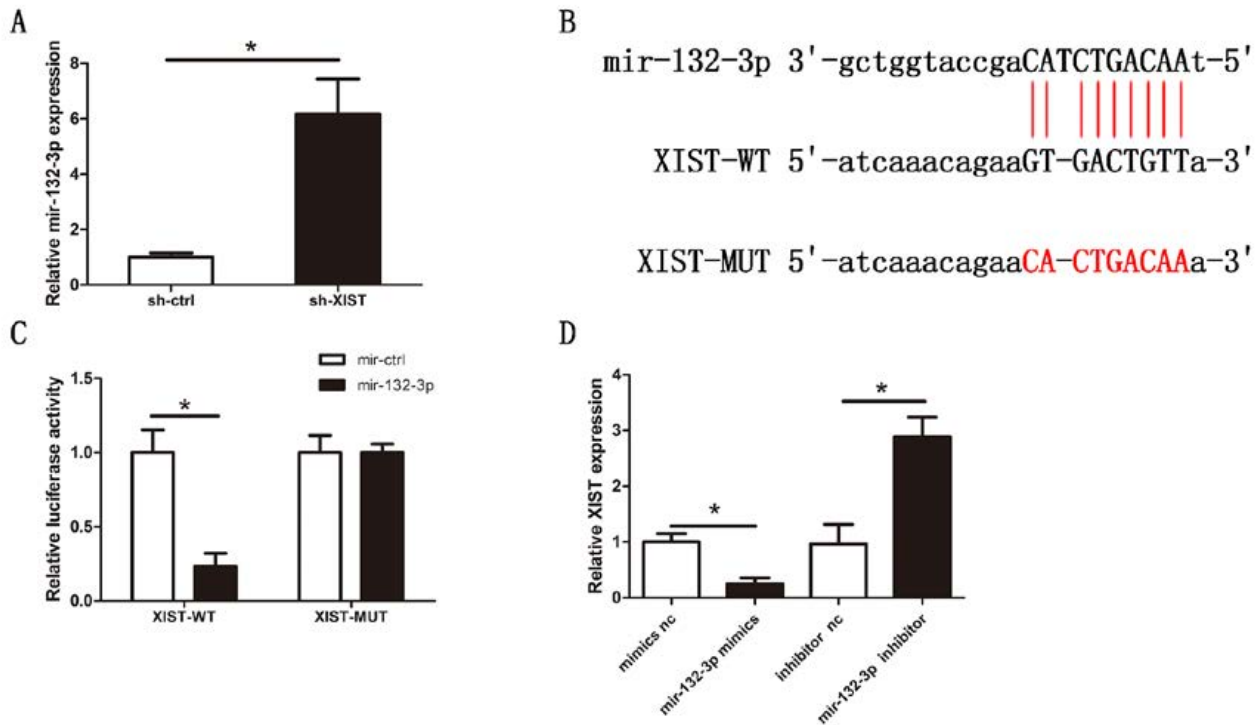 A
*
Relative mir-132-3p expression
8
6
4
2
0
sh-ctrl
sh-XIST
B
mir-132-3p 3'-gctggtaccgaCATCTGACAAt-5'
XIST-WT 5'-atcaaacagaaGT-GACTGTTa-3'
XIST-MUT 5'-atcaaacagaaCA-CTGACAAa-3'
C
mir-ctrl
mir-132-3p
Relative luciferase activity
1.5
1.0
0.5
0.0
*
XIST-WT
XIST-MUT
D
Relative XIST expression
4
3
2
1
0
*
*
mimics nc
mir-132-3p mimics
inhibitor nc
mir-132-3p inhibitor